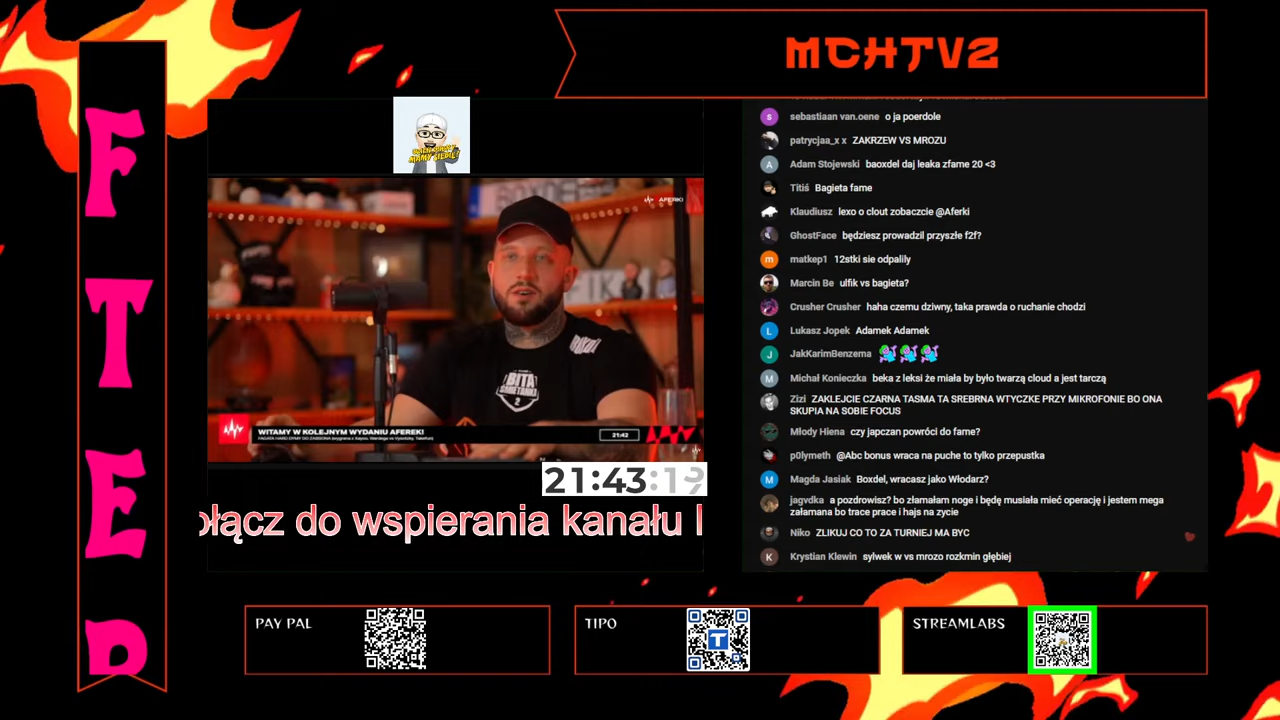 MCHTV2
F
T
E
D
MAMY CIEBIE!
AFERKI
BITA
ŚMIETANKI
2
WITAMY W KOLEJNYM WYDANIU AFEREK!
21:42
21:43:19
ołącz do wspierania kanału
sebastiaan van.oene o ja poerdole
patrycjaa_x x ZAKRZEW VS MROZU
Adam Stojewski baoxdel daj leaka zfame 20 <3
Titiś Bagieta fame
Klaudiusz lexo o clout zobaczcie @Aferki
GhostFace będziesz prowadzil przyszłe f2f?
matkep1 12stki sie odpalily
Marcin Be ulfik vs bagieta?
Crusher Crusher haha czemu dziwny, taka prawda o ruchanie chodzi
Lukasz Jopek Adamek Adamek
JakKarimBenzema
Michał Konieczka beka z leksi że miała by było twarzą cloud a jest tarczą
Zizi ZAKLEJCIE CZARNA TASMA TA SREBRNA WTYCZKE PRZY MIKROFONIE BO ONA
SKUPIA NA SOBIE FOCUS
Młody Hiena czy japczan powróci do fame?
p0lymeth @Abc bonus wraca na puche to tylko przepustka
Magda Jasiak Boxdel, wracasz jako Włodarz?
jagvdka a pozdrowisz? bo złamałam noge i będę musiała mieć operację i jestem mega
załamana bo trace prace i hajs na zycie
Niko ZLIKUJ CO TO ZA TURNIEJ MA BYC
Krystian Klewin sylwek w vs mrozo rozkmin głębiej
PAY PAL
TIPO
T
STREAMLABS